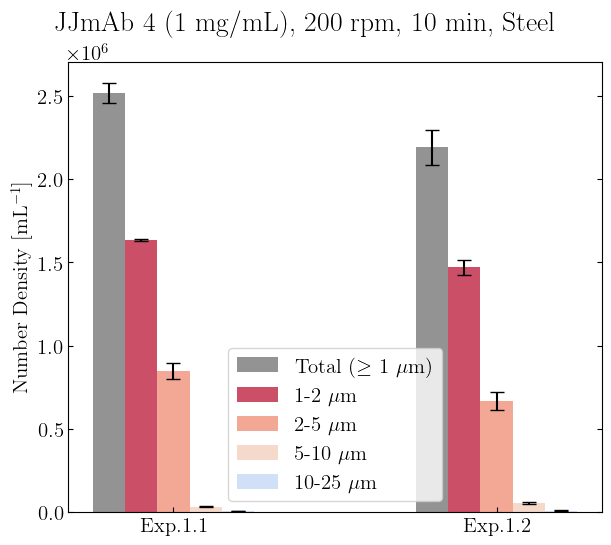 JJmAb 4 (1 mg/mL), 200 rpm, 10 min, Steel
×10⁶
2.5
2.0
1.5
1.0
0.5
0.0
Number Density [mL⁻¹]
Total (≥ 1 μm)
1-2 μm
2-5 μm
5-10 μm
10-25 μm
Exp.1.1
Exp.1.2